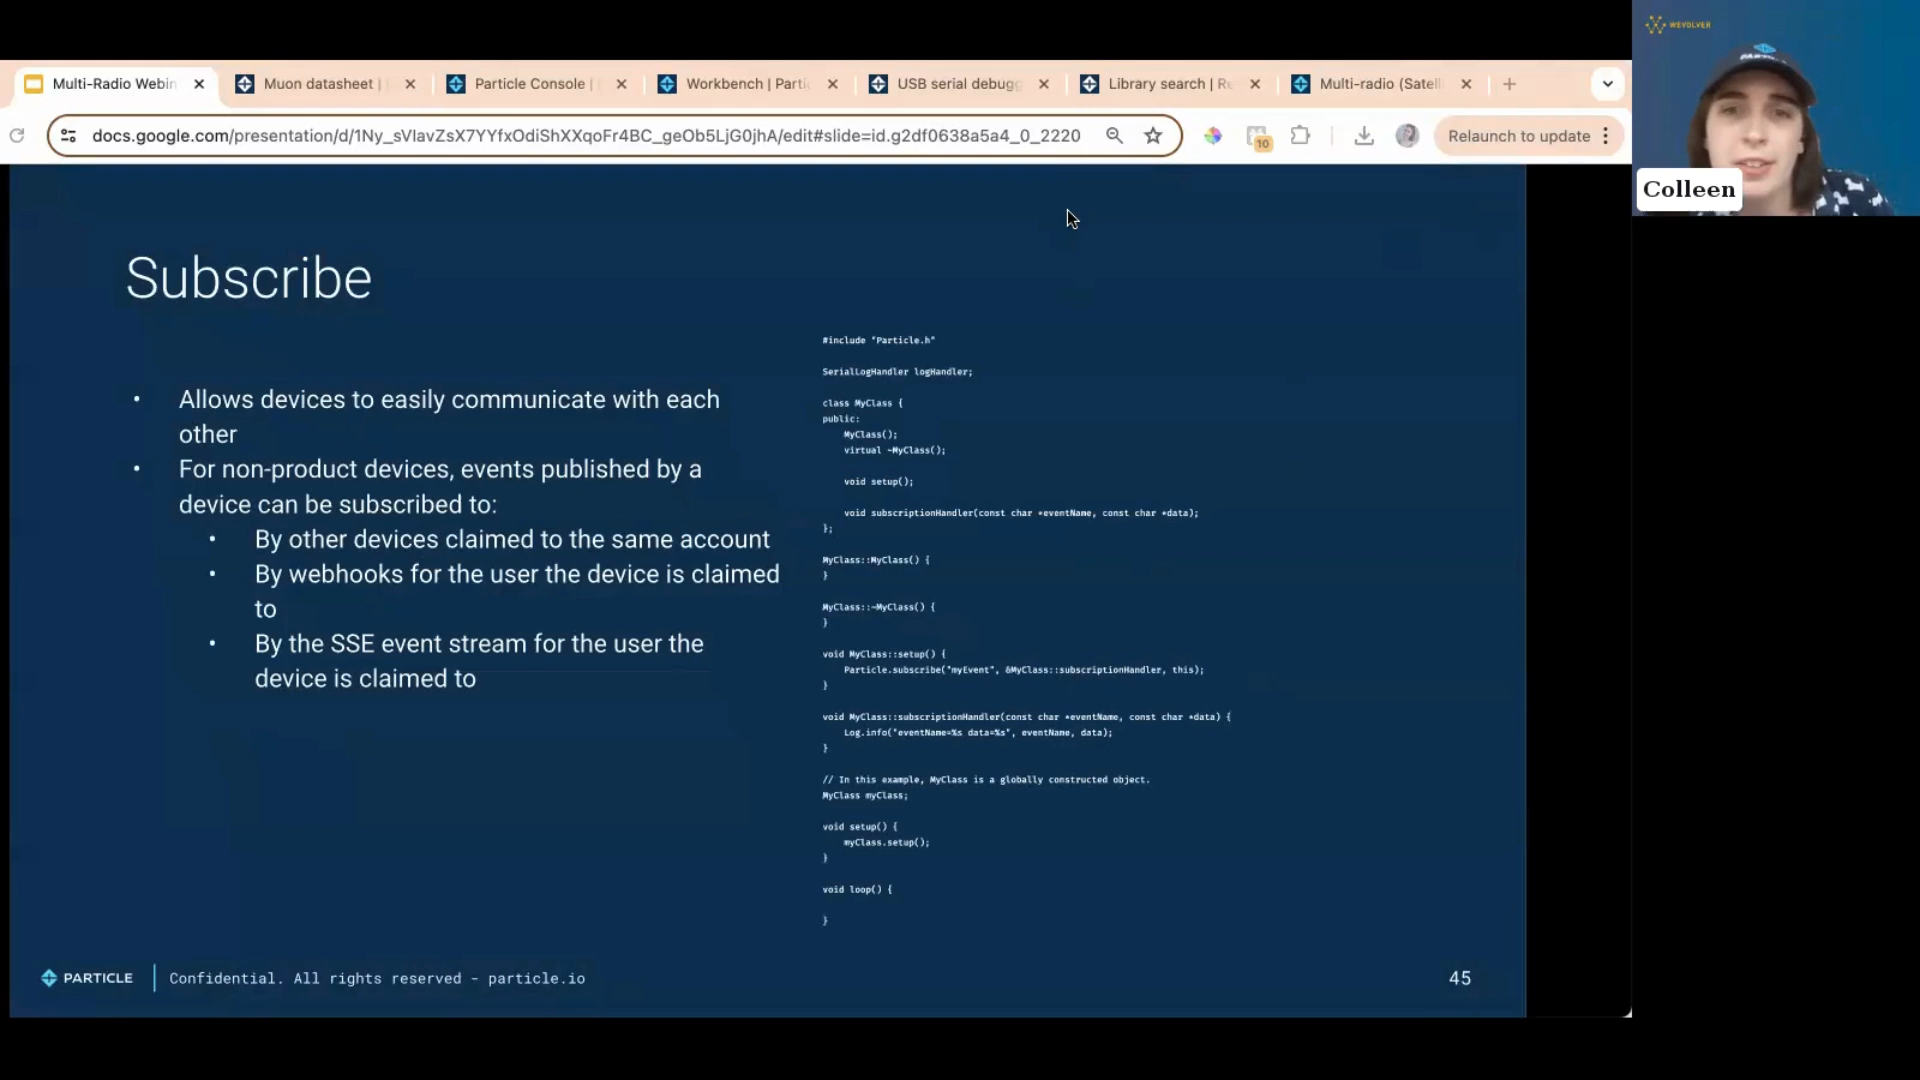 Multi-Radio Webin
Muon datasheet |
Particle Console |
Workbench | Partic
USB serial debugg
Library search | Re
Multi-radio (Satelli
docs.google.com/presentation/d/1Ny_sVIavZsX7YYfxOdiShXXqoFr4BC_geOb5LjG0jhA/edit#slide=id.g2df0638a5a4_0_2220
10
Relaunch to update
WEVOLVER
Colleen
Subscribe
• Allows devices to easily communicate with each
other
• For non-product devices, events published by a
device can be subscribed to:
• By other devices claimed to the same account
• By webhooks for the user the device is claimed
to
• By the SSE event stream for the user the
device is claimed to
#include "Particle.h"
SerialLogHandler logHandler;
class MyClass {
public:
MyClass();
virtual ~MyClass();
void setup();
void subscriptionHandler(const char *eventName, const char *data);
};
MyClass::MyClass() {
}
MyClass::~MyClass() {
}
void MyClass::setup() {
Particle.subscribe("myEvent", &MyClass::subscriptionHandler, this);
}
void MyClass::subscriptionHandler(const char *eventName, const char *data) {
Log.info("eventName=%s data=%s", eventName, data);
}
// In this example, MyClass is a globally constructed object.
MyClass myClass;
void setup() {
myClass.setup();
}
void loop() {
}
PARTICLE
Confidential. All rights reserved - particle.io
45